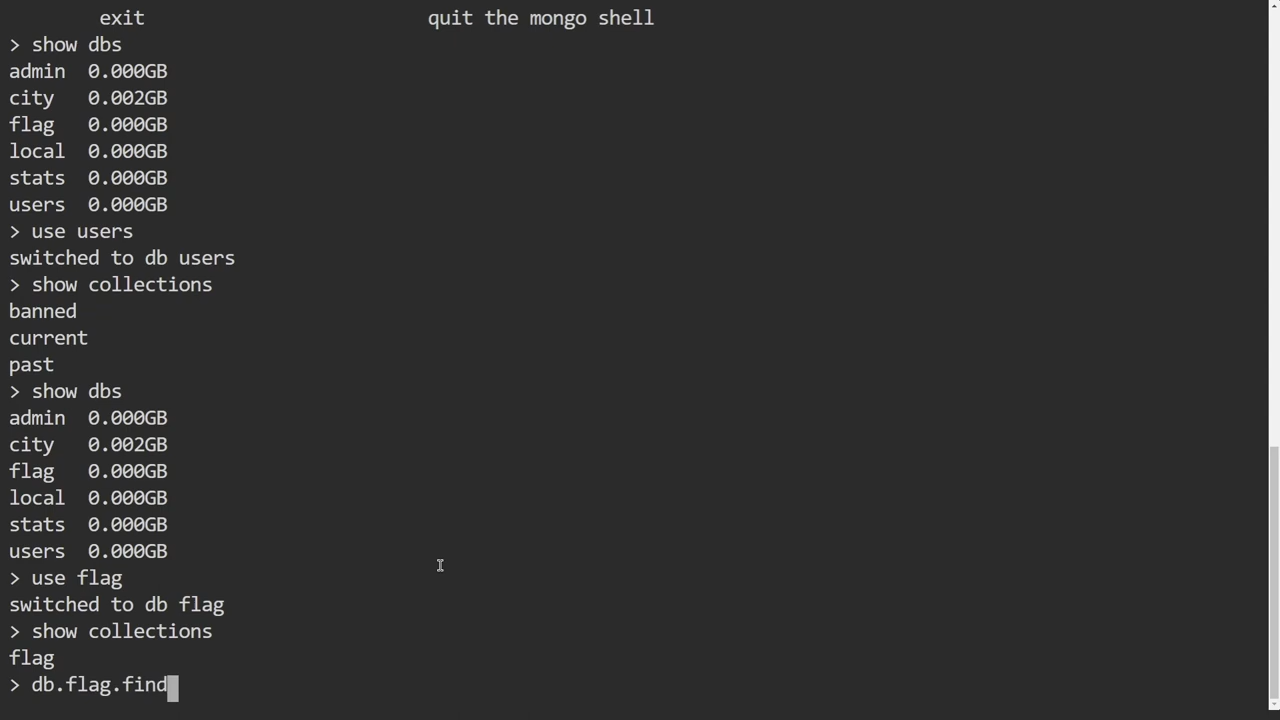 exit quit the mongo shell
> show dbs
admin 0.000GB
city 0.002GB
flag 0.000GB
local 0.000GB
stats 0.000GB
users 0.000GB
> use users
switched to db users
> show collections
banned
current
past
> show dbs
admin 0.000GB
city 0.002GB
flag 0.000GB
local 0.000GB
stats 0.000GB
users 0.000GB
> use flag
switched to db flag
> show collections
flag
> db.flag.find